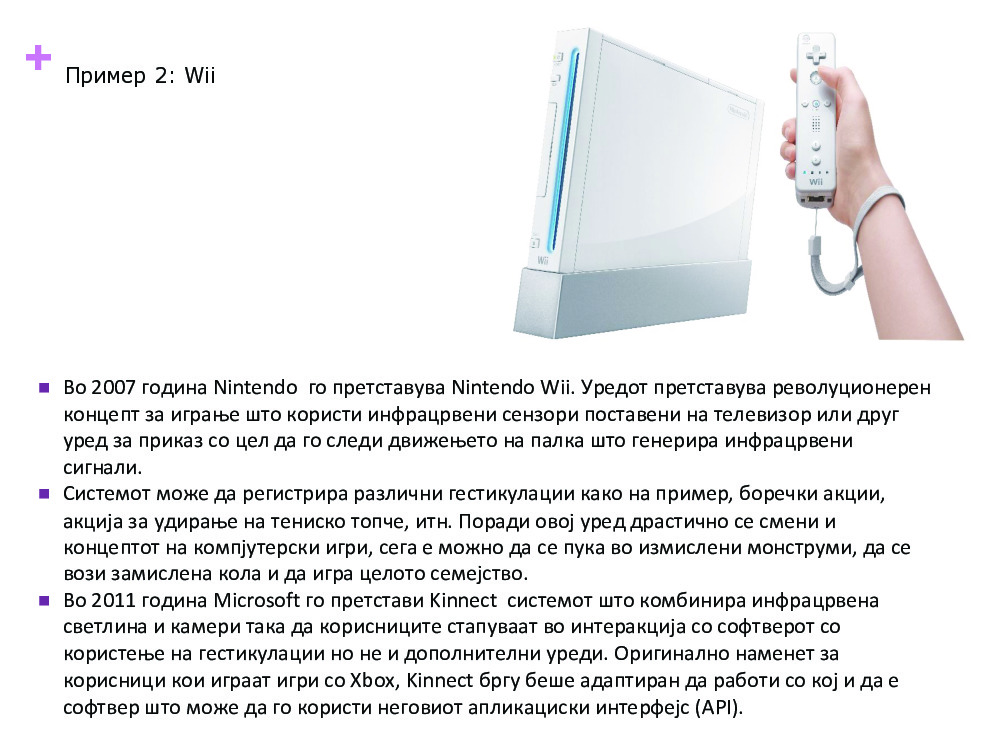 +
Пример 2: Wii
Nintendo
Wii
Wii
Во 2007 година Nintendo го претставува Nintendo Wii. Уредот претставува револуционерен
концепт за играње што користи инфрацрвени сензори поставени на телевизор или друг
уред за приказ со цел да го следи движењето на палка што генерира инфрацрвени
сигнали.
Системот може да регистрира различни гестикулации како на пример, боречки акции,
акција за удирање на тениско топче, итн. Поради овој уред драстично се смени и
концептот на компјутерски игри, сега е можно да се пука во измислени монструми, да се
вози замислена кола и да игра целото семејство.
Во 2011 година Microsoft го претстави Kinnect системот што комбинира инфрацрвена
светлина и камери така да корисниците стапуваат во интеракција со софтверот со
користење на гестикулации но не и дополнителни уреди. Оригинално наменет за
корисници кои играат игри со Xbox, Kinnect бргу беше адаптиран да работи со кој и да е
софтвер што може да го користи неговиот апликациски интерфејс (API).